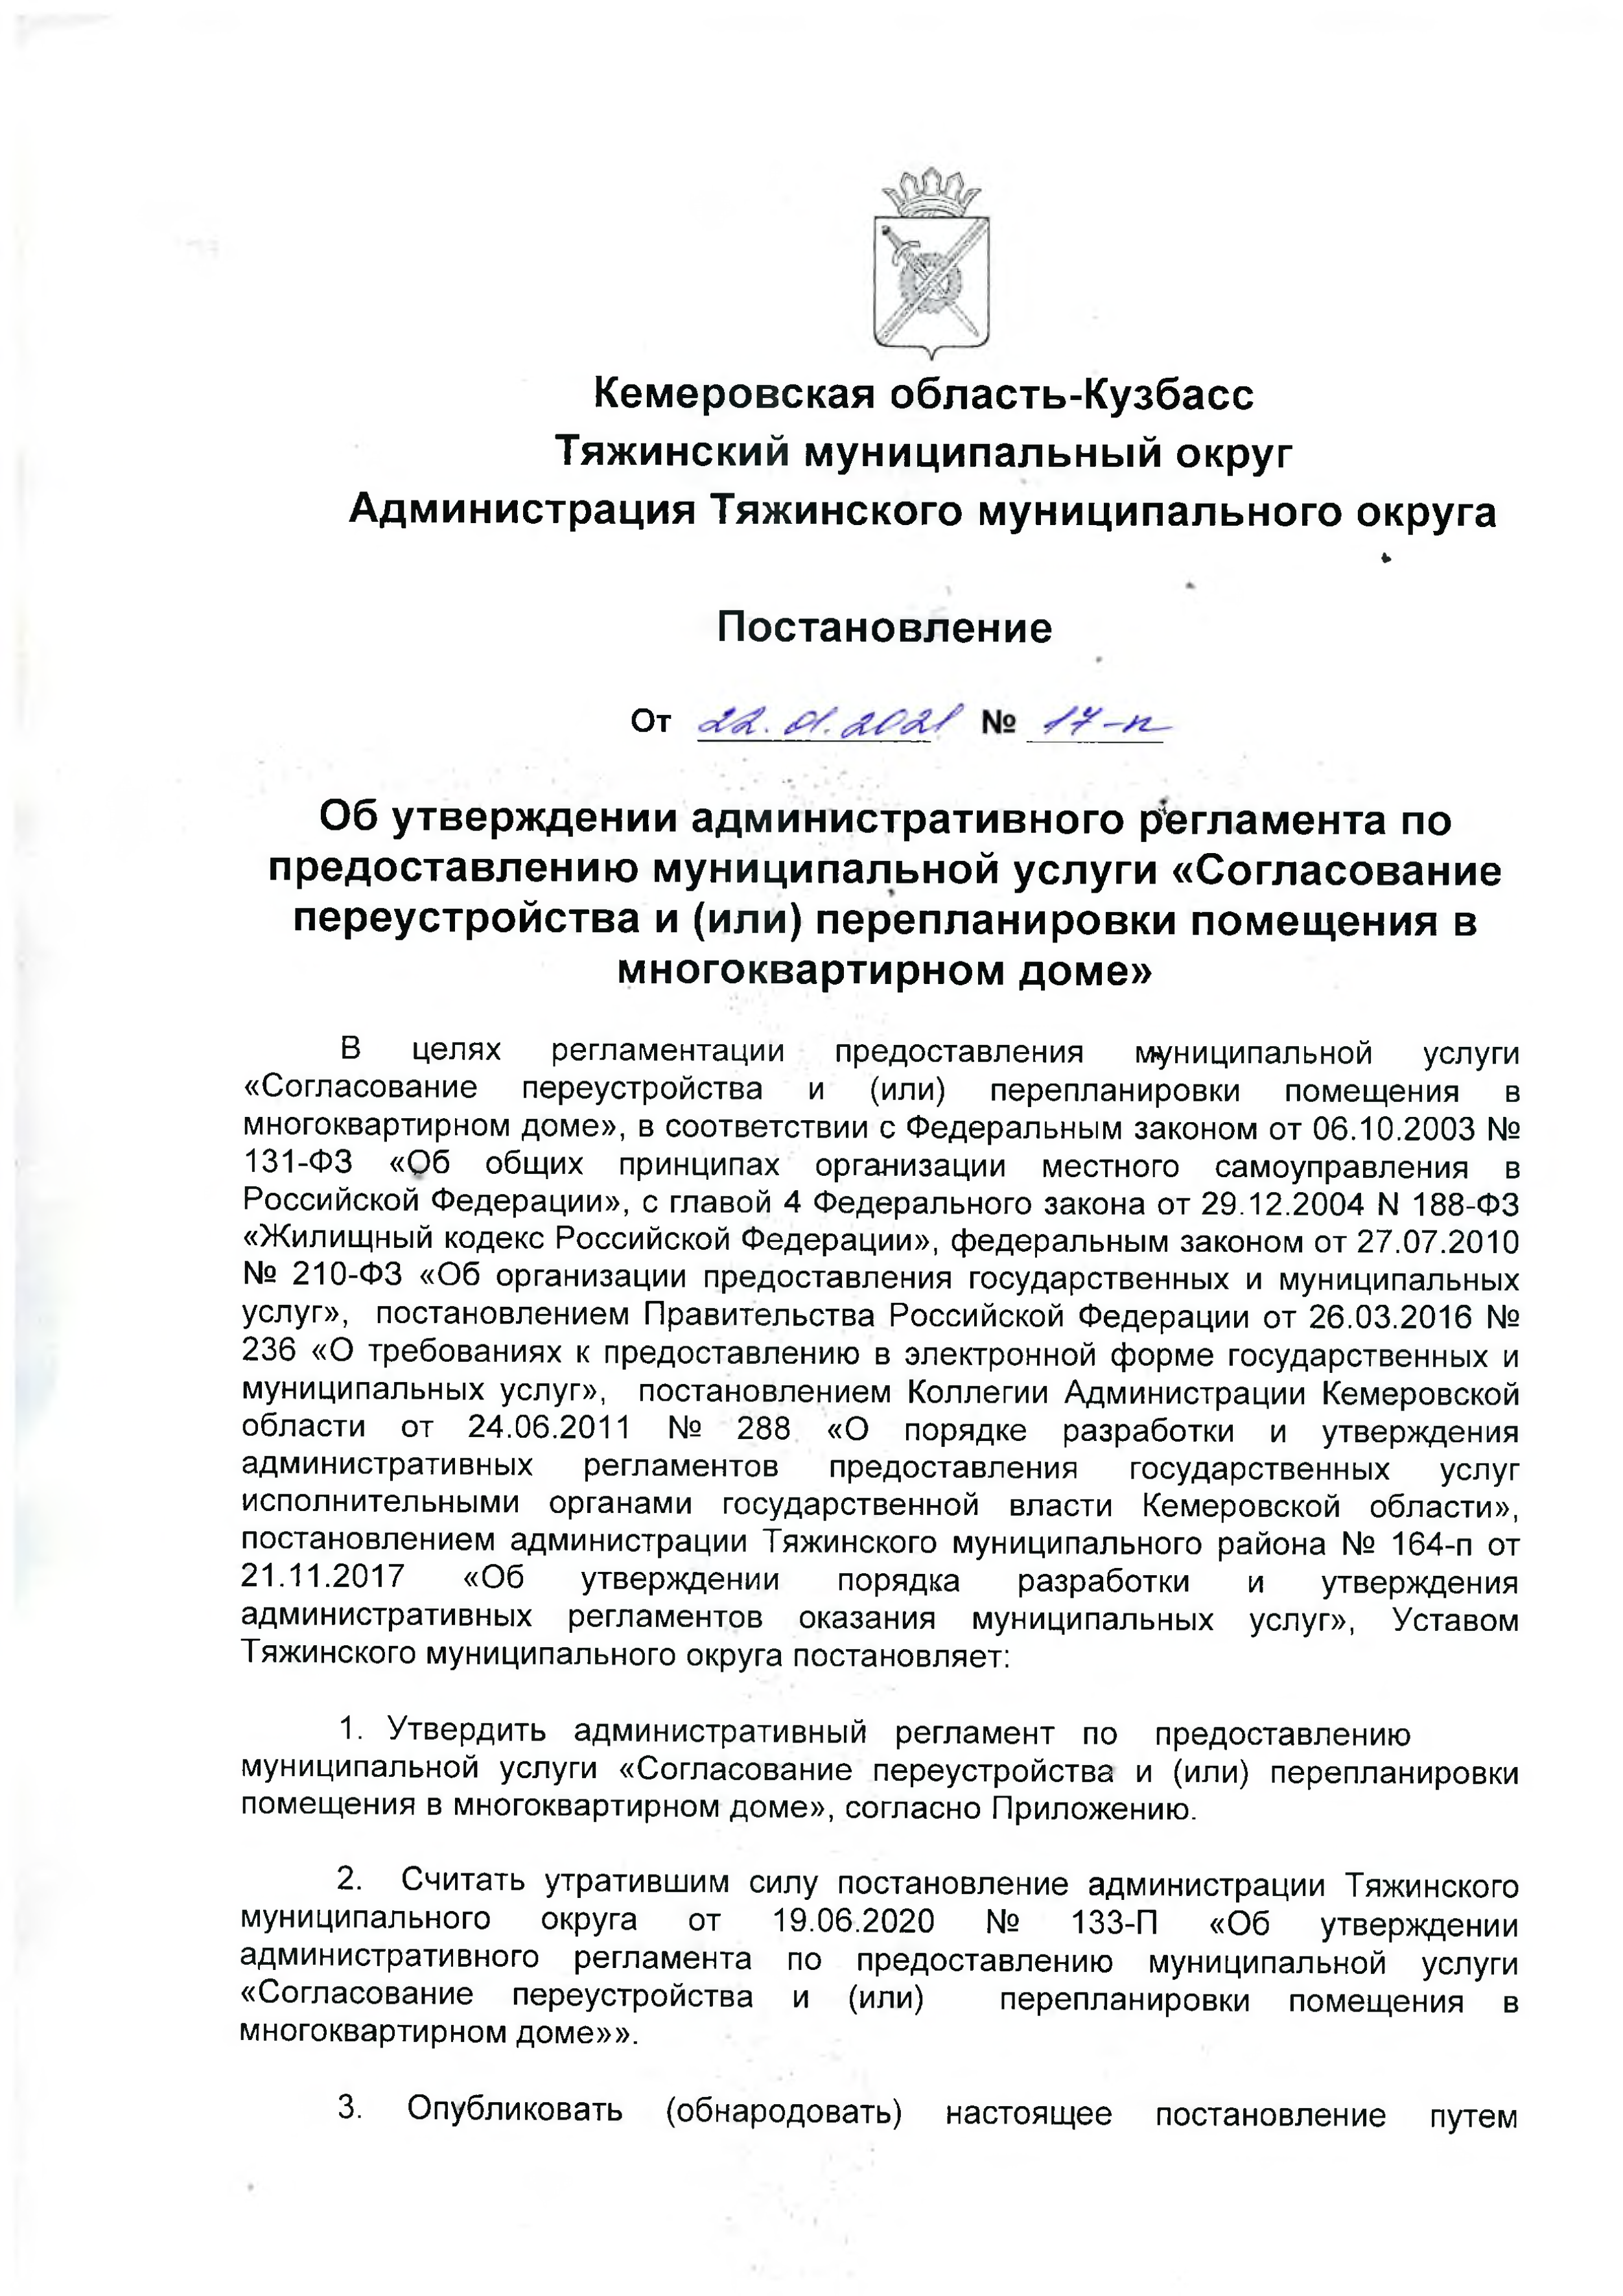 Кемеровская область-Кузбасс
Тяжинский муниципальный округ
Администрация Тяжинского муниципального округа
Постановление
От 22.01.2021 № 17-п
Об утверждении административного регламента по
предоставлению муниципальной услуги «Согласование
переустройства и (или) перепланировки помещения в
многоквартирном доме»
В целях регламентации предоставления муниципальной услуги
«Согласование переустройства и (или) перепланировки помещения в
многоквартирном доме», в соответствии с Федеральным законом от 06.10.2003 №
131-ФЗ «Об общих принципах организации местного самоуправления в
Российской Федерации», с главой 4 Федерального закона от 29.12.2004 N 188-ФЗ
«Жилищный кодекс Российской Федерации», федеральным законом от 27.07.2010
№ 210-ФЗ «Об организации предоставления государственных и муниципальных
услуг», постановлением Правительства Российской Федерации от 26.03.2016 №
236 «О требованиях к предоставлению в электронной форме государственных и
муниципальных услуг», постановлением Коллегии Администрации Кемеровской
области от 24.06.2011 № 288 «О порядке разработки и утверждения
административных регламентов предоставления государственных услуг
исполнительными органами государственной власти Кемеровской области»,
постановлением администрации Тяжинского муниципального района № 164-п от
21.11.2017 «Об утверждении порядка разработки и утверждения
административных регламентов оказания муниципальных услуг», Уставом
Тяжинского муниципального округа постановляет:
1. Утвердить административный регламент по предоставлению
муниципальной услуги «Согласование переустройства и (или) перепланировки
помещения в многоквартирном доме», согласно Приложению.
2. Считать утратившим силу постановление администрации Тяжинского
муниципального округа от 19.06.2020 № 133-П «Об утверждении
административного регламента по предоставлению муниципальной услуги
«Согласование переустройства и (или) перепланировки помещения в
многоквартирном доме»».
3. Опубликовать (обнародовать) настоящее постановление путем